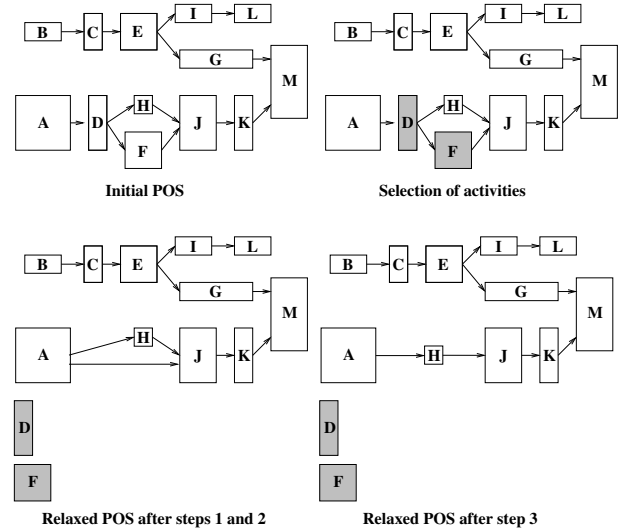 I L
B C E
G
M
A D H J K
F
Initial POS
I L
B C E
G
M
A D H J K
F
Selection of activities
I L
B C E
G
M
H
A J K
D
F
Relaxed POS after steps 1 and 2
I L
B C E
G
M
A H J K
D
F
Relaxed POS after step 3